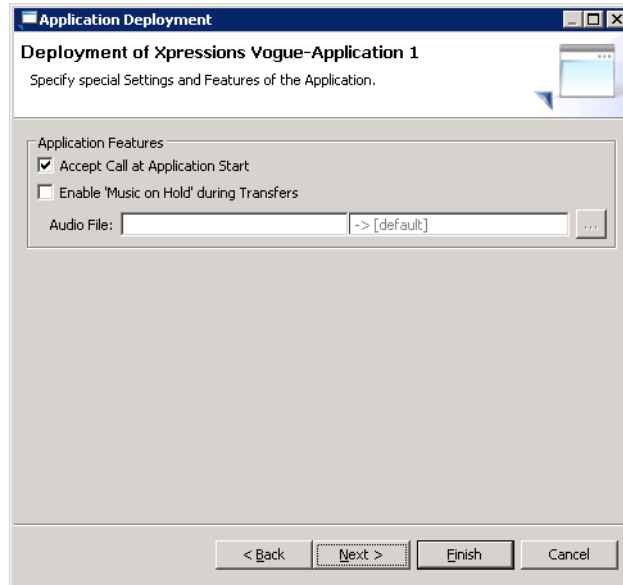 Application Deployment
Deployment of Xpressions Vogue-Application 1
Specify special Settings and Features of the Application.
Application Features
Accept Call at Application Start
Enable 'Music on Hold' during Transfers
Audio File: -> [default] ...
< Back Next > Finish Cancel